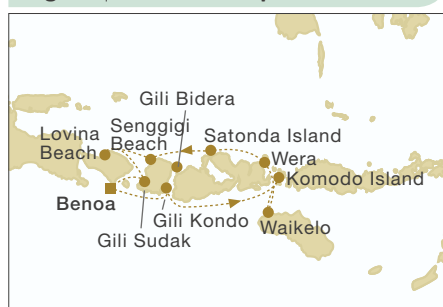 Gili Bidera
Lovina
Beach
Senggigi
Beach
Satonda Island
Wera
Komodo Island
Benoa
Gili Kondo
Gili Sudak
Waikelo